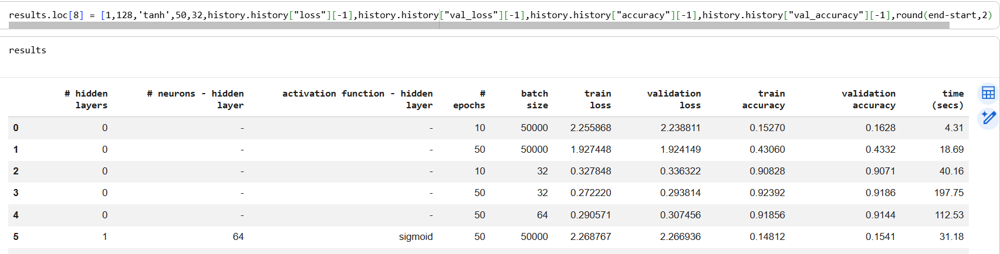 results.loc[8] = [1,128,'tanh',50,32,history.history["loss"][-1],history.history["val_loss"][-1],history.history["accuracy"][-1],history.history["val_accuracy"][-1],round(end-start,2)
results
# hidden layers # neurons - hidden layer activation function - hidden layer # epochs batch size train loss validation loss train accuracy validation accuracy time (secs)
0 0 - - 10 50000 2.255868 2.238811 0.15270 0.1628 4.31
1 0 - - 50 50000 1.927448 1.924149 0.43060 0.4332 18.69
2 0 - - 10 32 0.327848 0.336322 0.90828 0.9071 40.16
3 0 - - 50 32 0.272220 0.293814 0.92392 0.9186 197.75
4 0 - - 50 64 0.290571 0.307456 0.91856 0.9144 112.53
5 1 64 sigmoid 50 50000 2.268767 2.266936 0.14812 0.1541 31.18